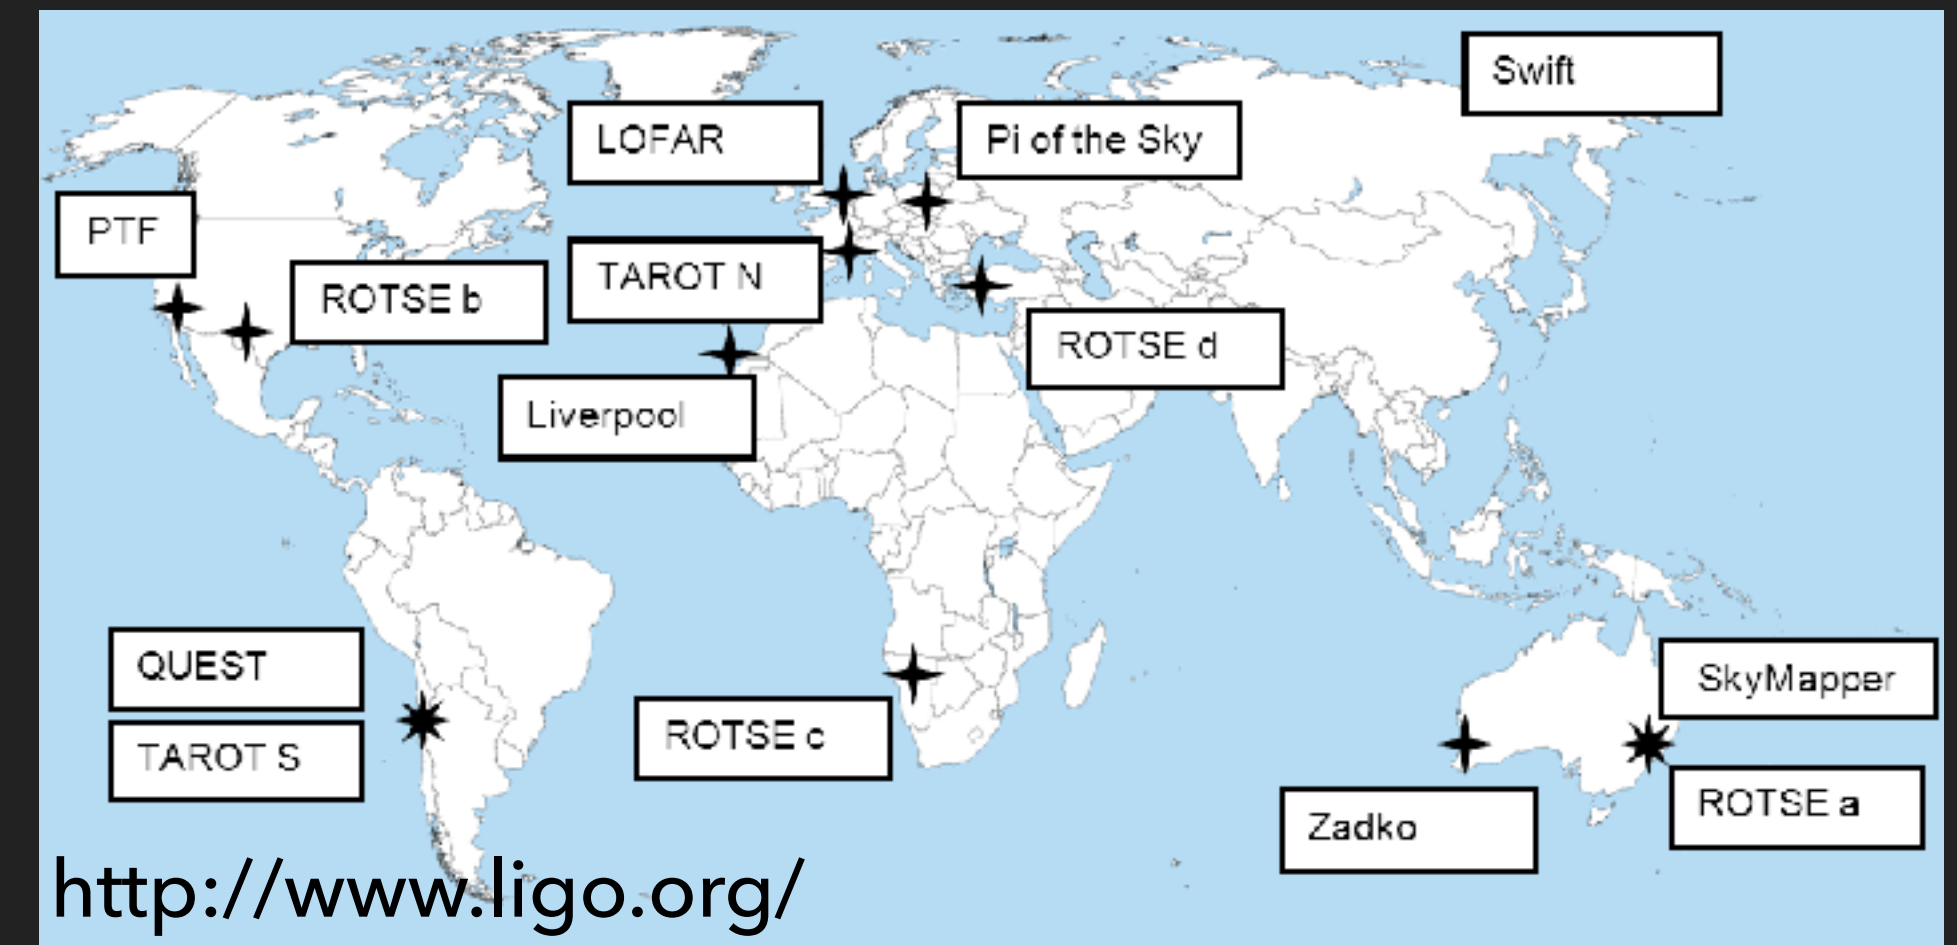 Swift
LOFAR
Pi of the Sky
PTF
TAROT N
ROTSE b
ROTSE d
Liverpool
QUEST
SkyMapper
TAROT S
ROTSE c
ROTSE a
Zadko
http://www.ligo.org/